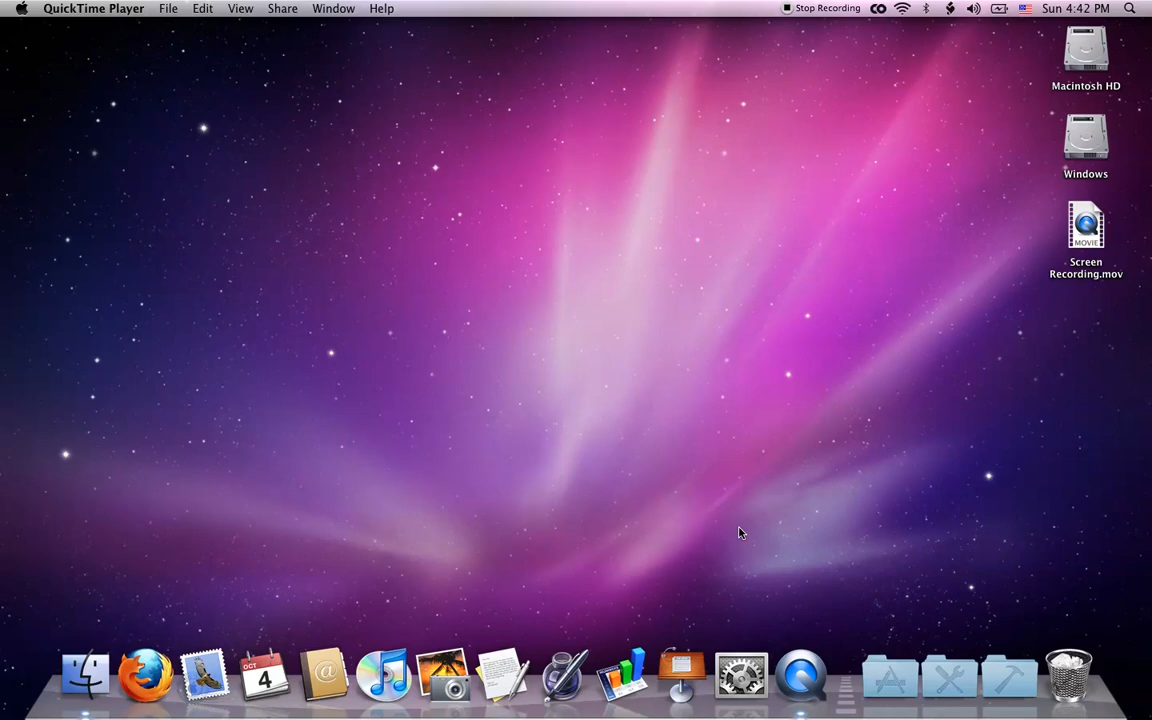 QuickTime Player File Edit View Share Window Help Stop Recording Sun 4:42 PM
Macintosh HD
Windows
MOVIE
Screen
Recording.mov
OCT
4
@